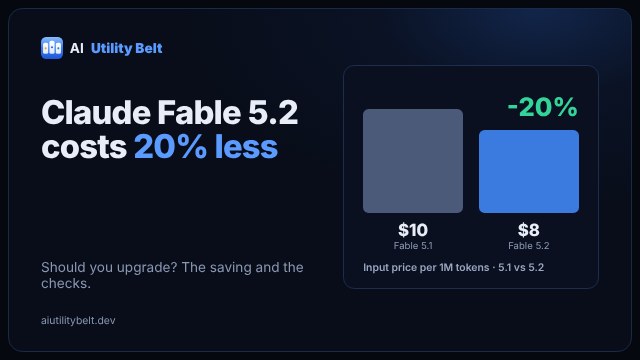 AI Utility Belt
Claude Fable 5.2
costs 20% less
Should you upgrade? The saving and the
checks.
aiutilitybelt.dev
-20%
$10
Fable 5.1
$8
Fable 5.2
Input price per 1M tokens · 5.1 vs 5.2